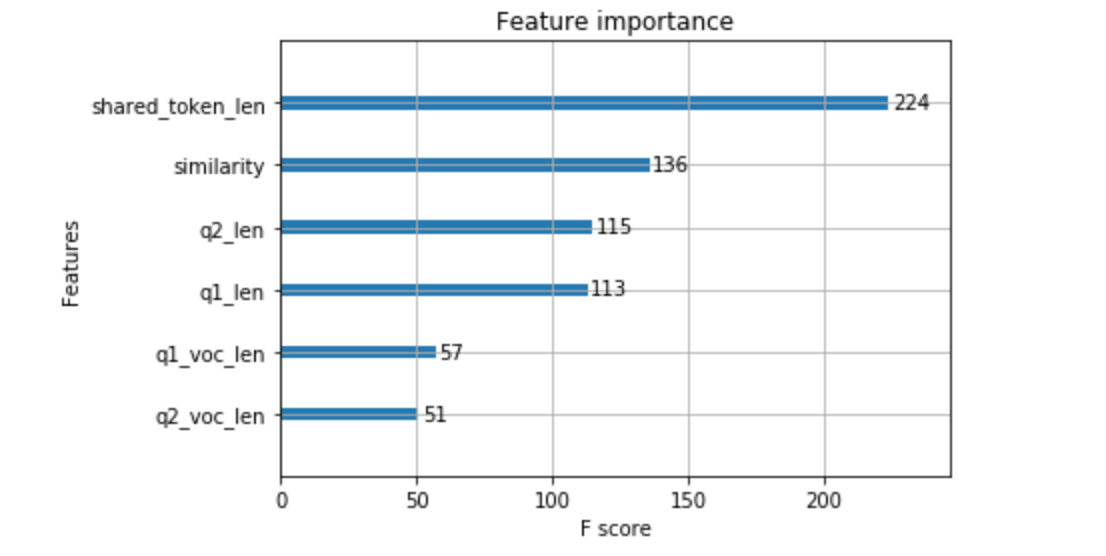 Feature importance
shared_token_len
224
similarity
136
q2_len
115
q1_len
113
q1_voc_len
57
q2_voc_len
51
Features
0
50
100
150
200
F score